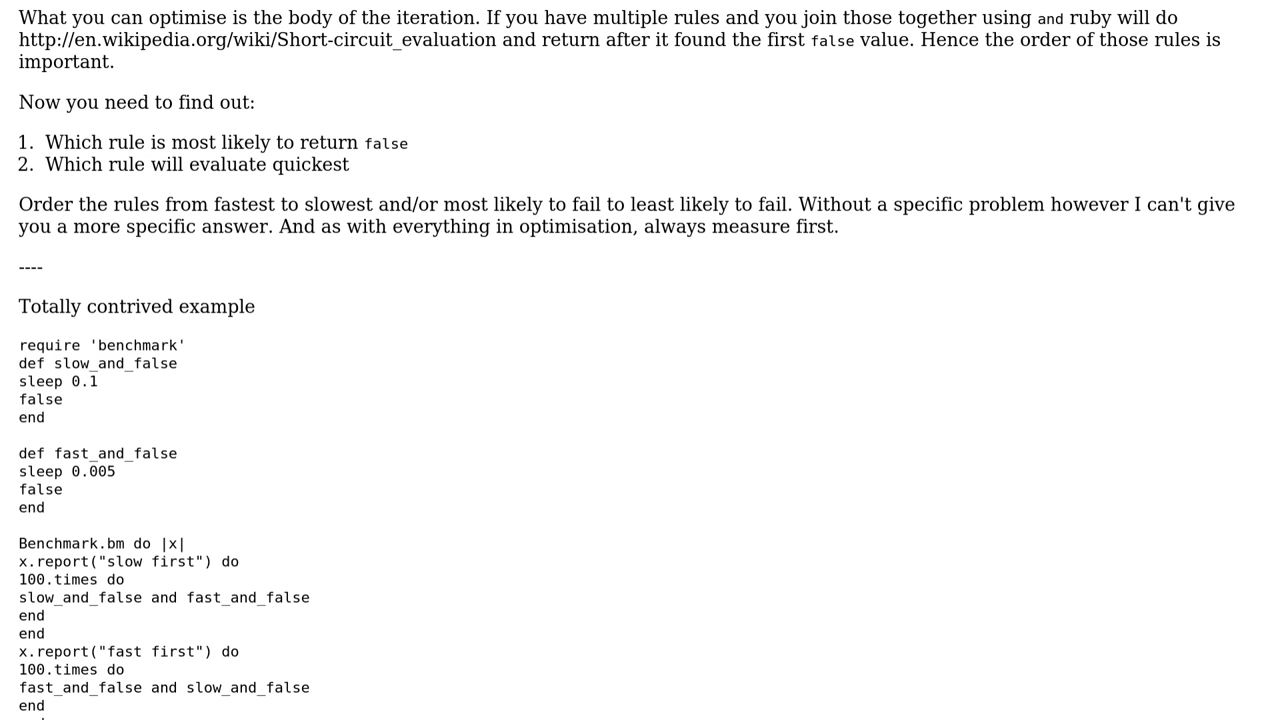 What you can optimise is the body of the iteration. If you have multiple rules and you join those together using and ruby will do
http://en.wikipedia.org/wiki/Short-circuit_evaluation and return after it found the first false value. Hence the order of those rules is
important.
Now you need to find out:
1. Which rule is most likely to return false
2. Which rule will evaluate quickest
Order the rules from fastest to slowest and/or most likely to fail to least likely to fail. Without a specific problem however I can't give
you a more specific answer. And as with everything in optimisation, always measure first.
----
Totally contrived example
require 'benchmark'
def slow_and_false
sleep 0.1
false
end
def fast_and_false
sleep 0.005
false
end
Benchmark.bm do |x|
x.report("slow first") do
100.times do
slow_and_false and fast_and_false
end
end
x.report("fast first") do
100.times do
fast_and_false and slow_and_false
end